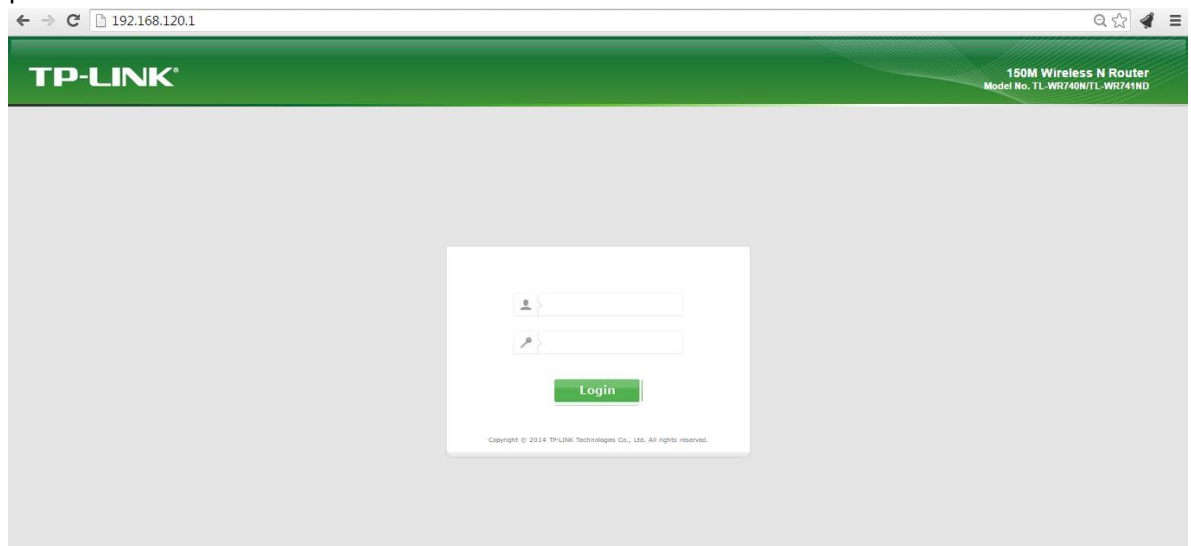 192.168.120.1
TP-LINK®
150M Wireless N Router
Model No. TL-WR740N/TL-WR741ND
Login
Copyright © 2014 TP-LINK Technologies Co., Ltd. All rights reserved.